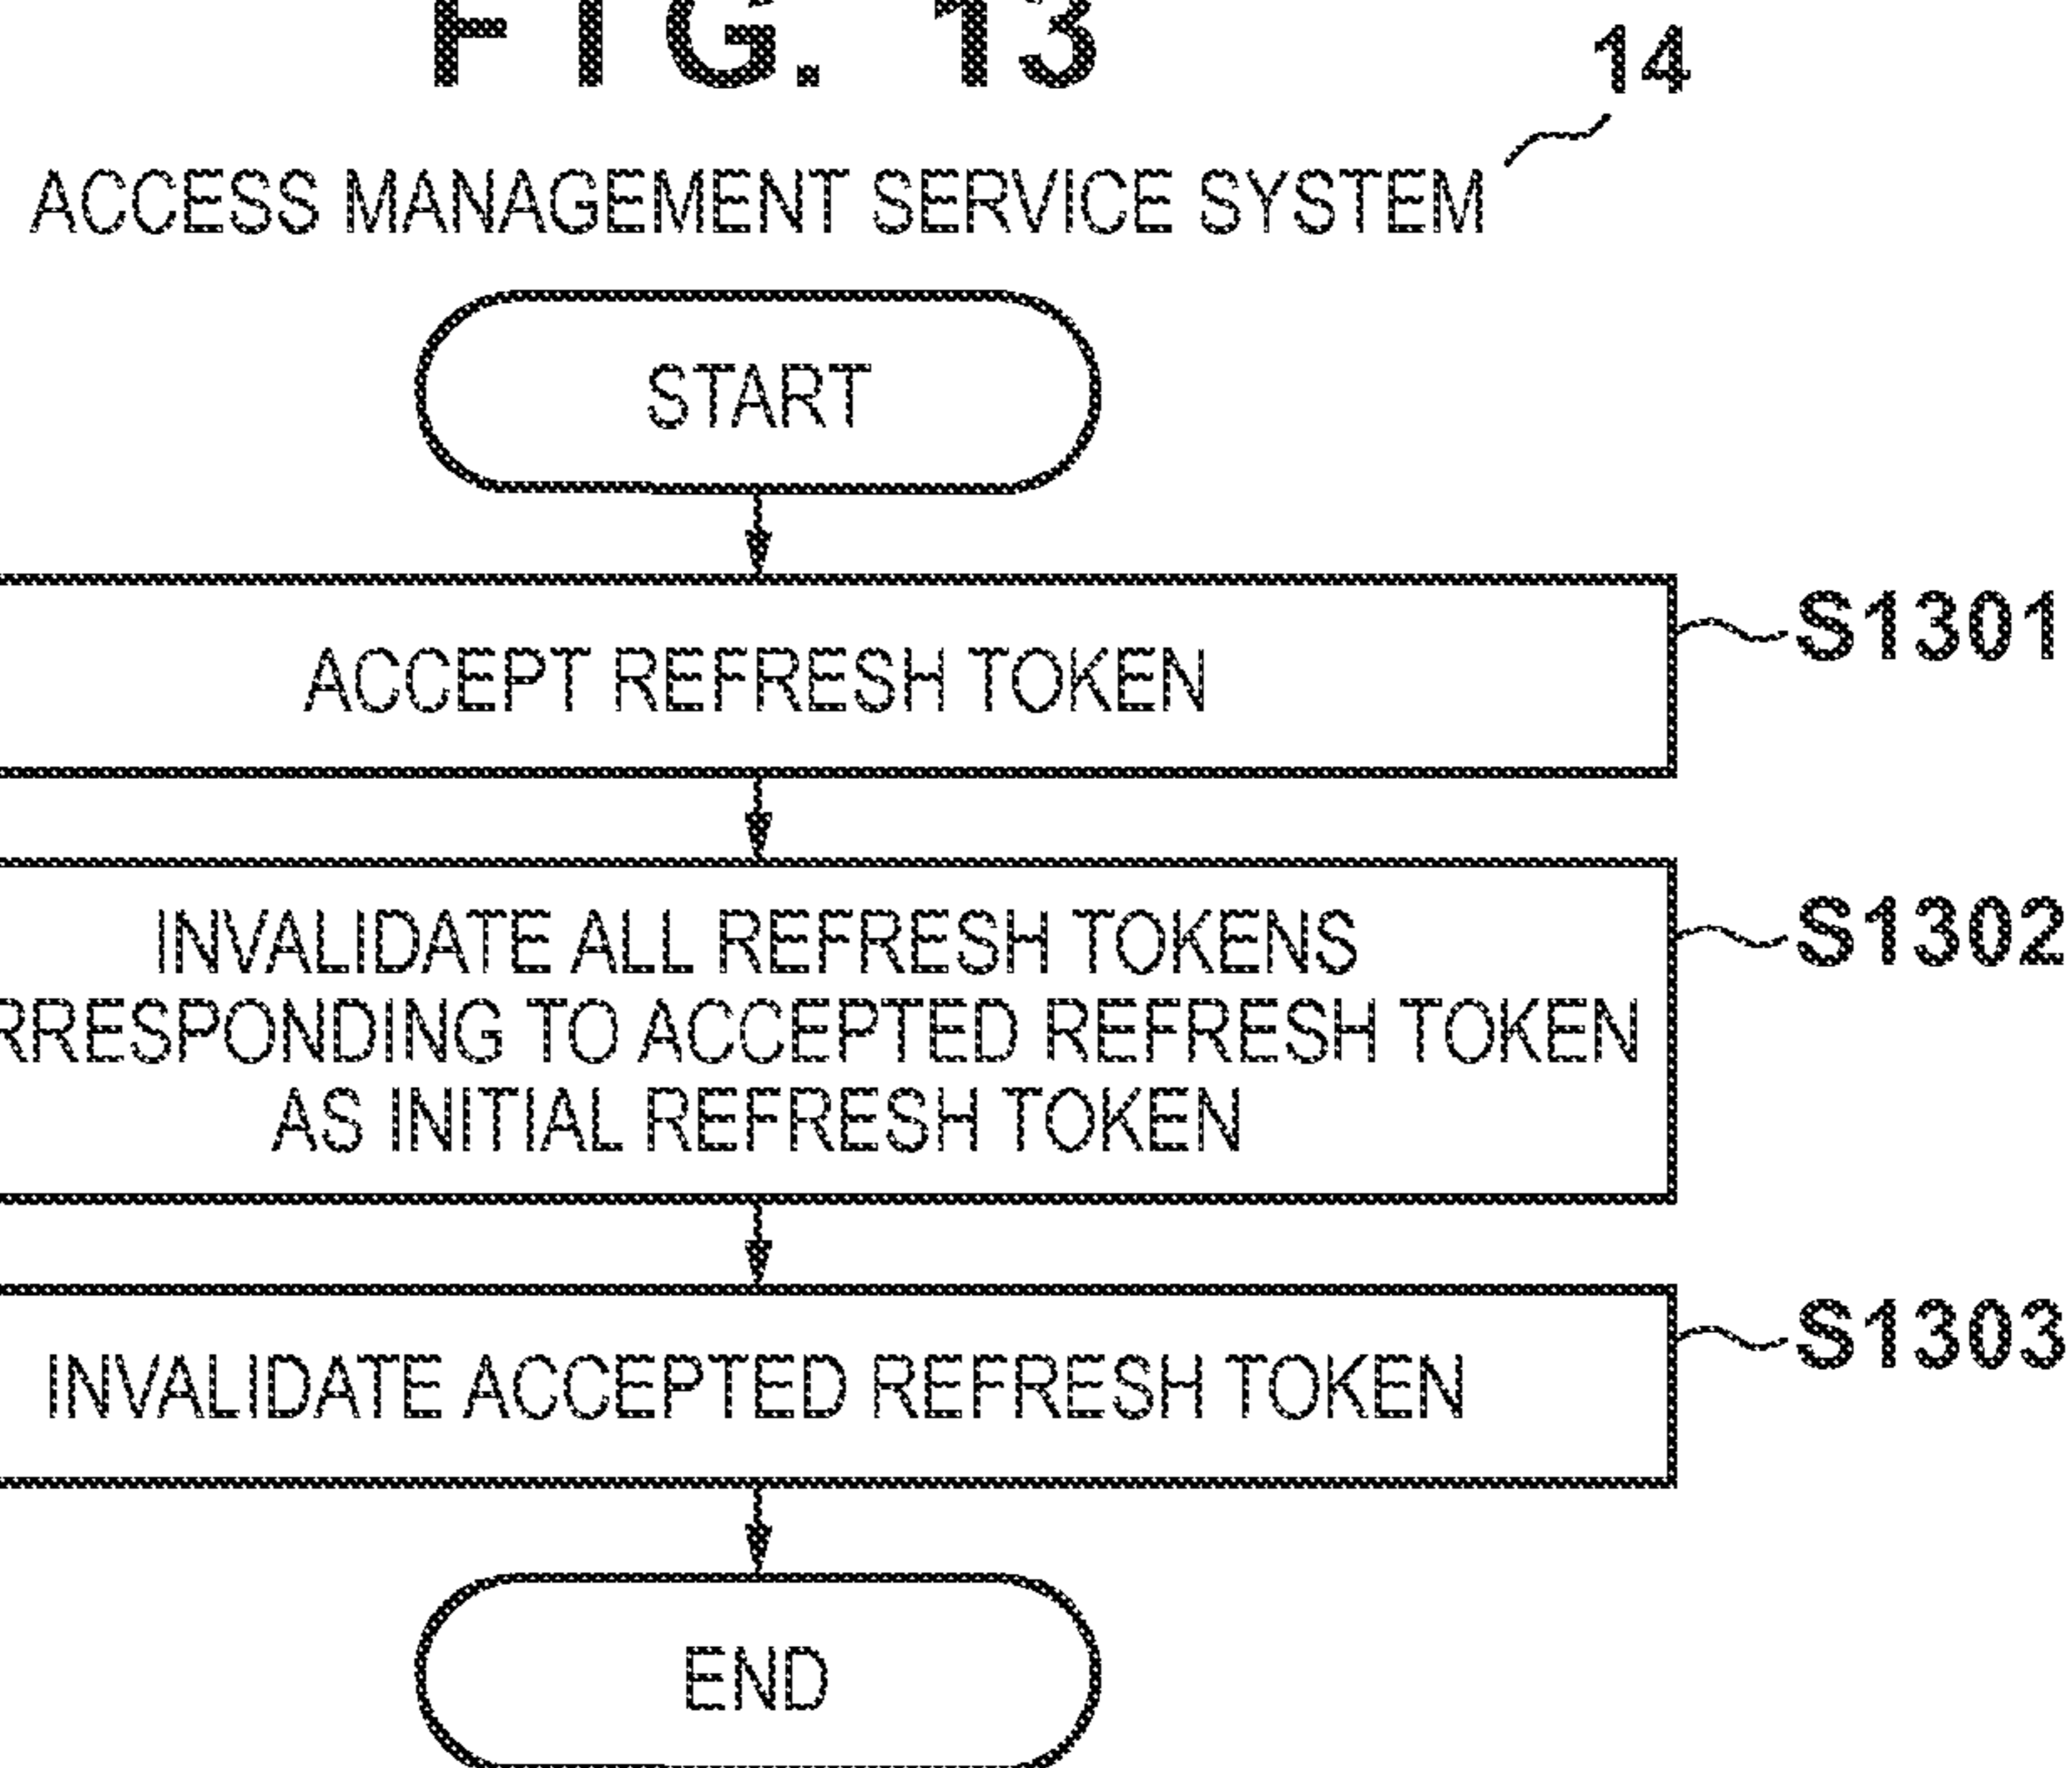 FIG. 13
14
ACCESS MANAGEMENT SERVICE SYSTEM
START
ACCEPT REFRESH TOKEN
S1301
INVALIDATE ALL REFRESH TOKENS
S1302
RRESPONDING TO ACCEPTED REFRESH TOKEN
AS INITIAL REFRESH TOKEN
INVALIDATE ACCEPTED REFRESH TOKEN
S1303
END